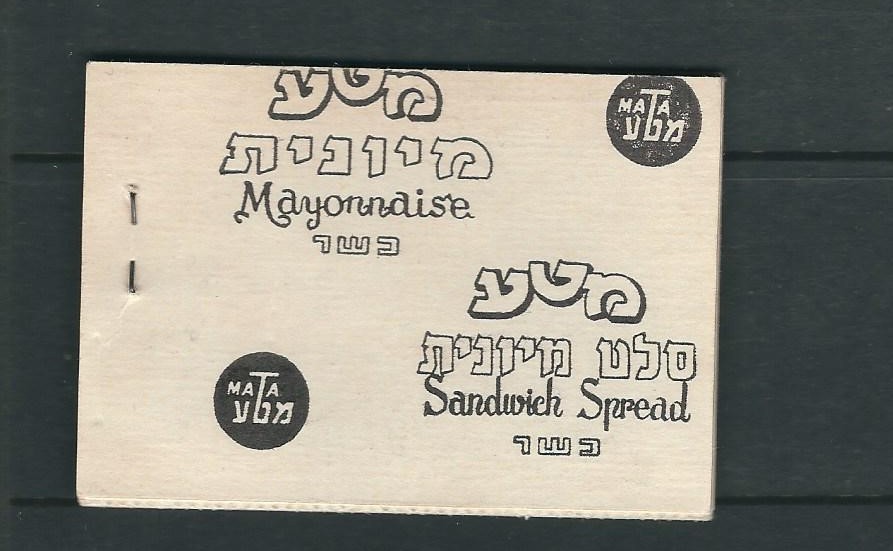 מטע
מיונית
Mayonnaise
כשר
MATA
מטע
מטע
סלט מיונית
Sandwich Spread
כשר
MATA
מטע